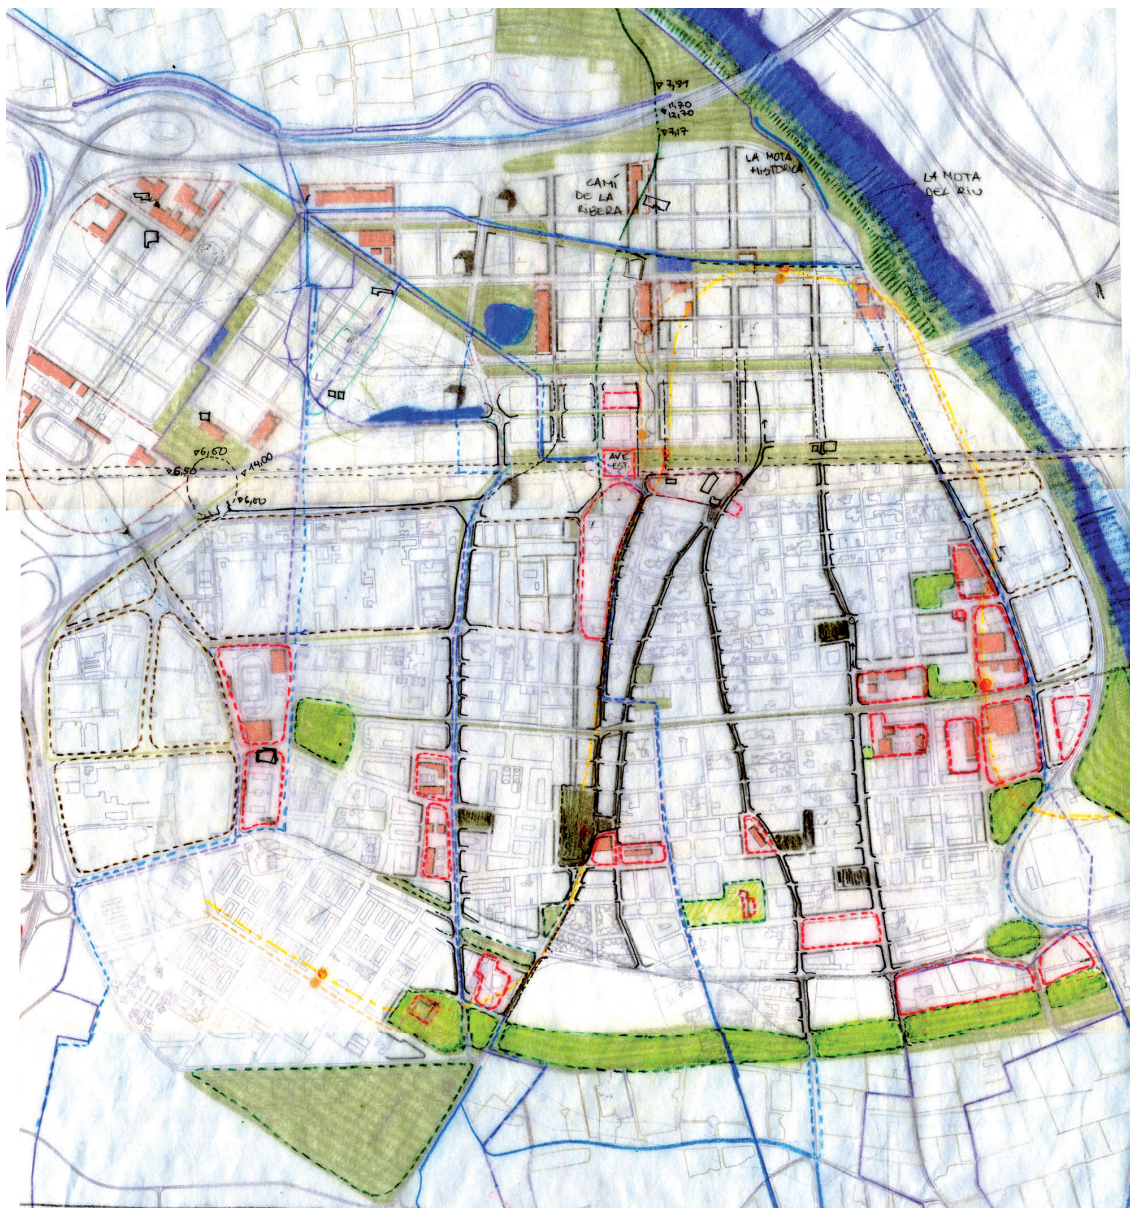 7,81
11,70
12,70
7,17
LA MOTA
HISTÒRICA
CAMÍ
DE LA
RIBERA
LA MOTA
DEL RIU
6,60
6,50
14,00
6,00
AVE
EST.